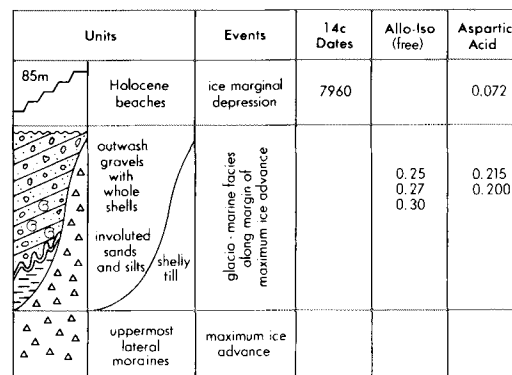 Units
Events
14c
Dates
Allo-Iso
(free)
Aspartic
Acid
85m
Holocene
beaches
ice marginal
depression
7960
0.072
outwash
gravels
with
whole
shells
involuted
sands
and silts
shelly
till
glacio-marine facies
along margin of
maximum ice advance
0.25
0.27
0.30
0.215
0.200
uppermost
lateral
moraines
maximum ice
advance